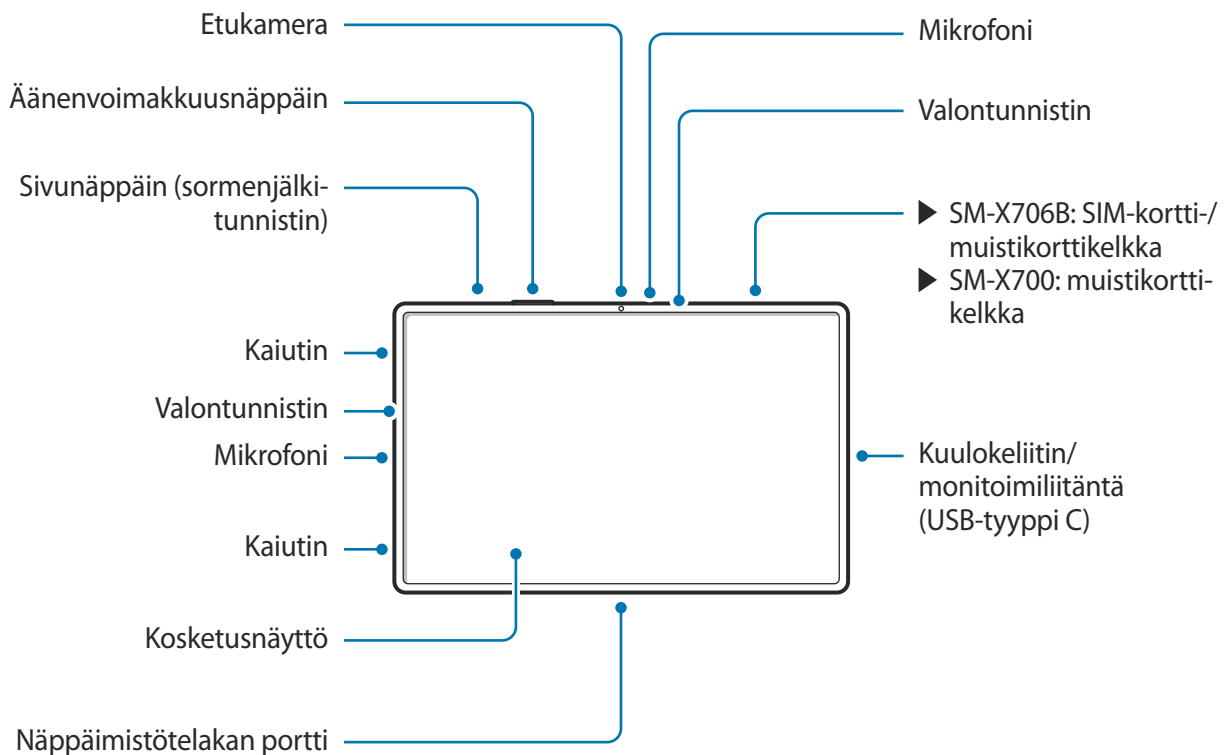 Etukamera
Äänenvoimakkuusnäppäin
Sivunäppäin (sormenjälki-
tunnistin)
Kaiutin
Valontunnistin
Mikrofoni
Kaiutin
Kosketusnäyttö
Näppäimistötelakan portti
Mikrofoni
Valontunnistin
▶ SM-X706B: SIM-kortti-/
muistikorttikelkka
▶ SM-X700: muistikortti-
kelkka
Kuulokeliitin/
monitoimiliitäntä
(USB-tyyppi C)